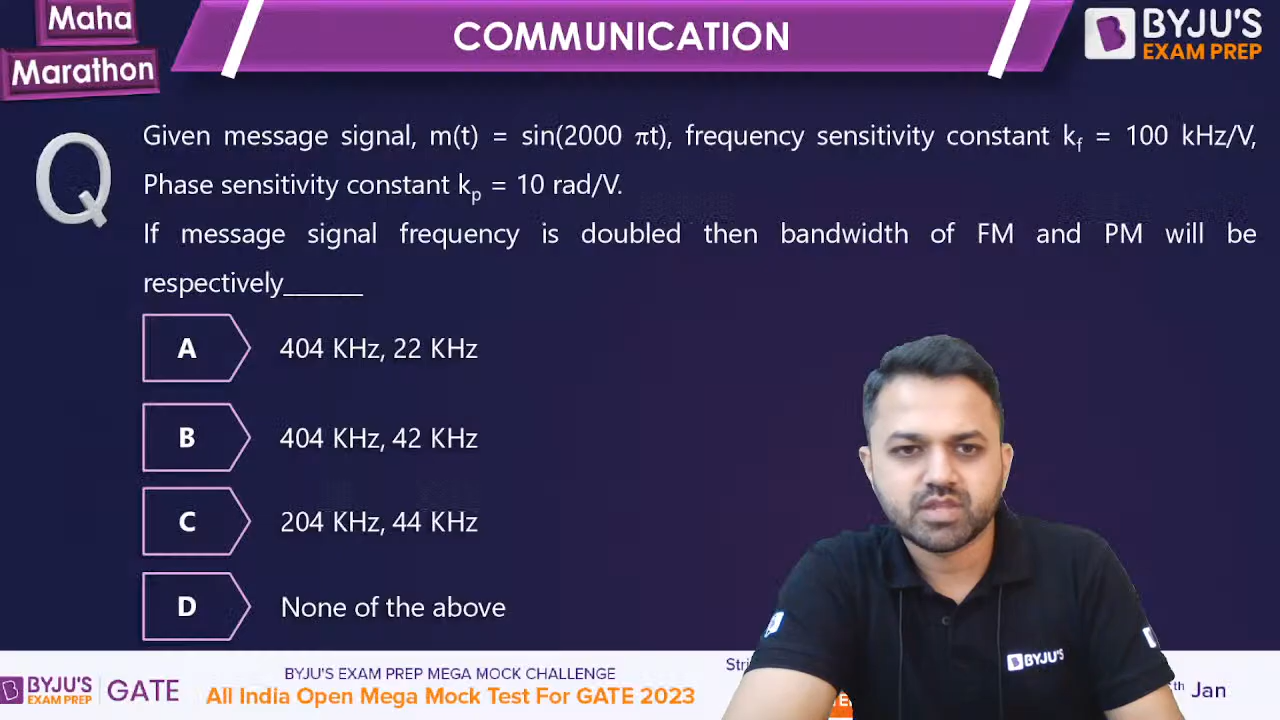 Maha
Marathon
COMMUNICATION
BYJU'S
EXAM PREP
Q
Given message signal, m(t) = sin(2000 πt), frequency sensitivity constant kf = 100 kHz/V,
Phase sensitivity constant kp = 10 rad/V.
If message signal frequency is doubled then bandwidth of FM and PM will be
respectively______
A 404 KHz, 22 KHz
B 404 KHz, 42 KHz
C 204 KHz, 44 KHz
D None of the above
BYJU'S
BYJU'S
EXAM PREP
GATE
BYJU'S EXAM PREP MEGA MOCK CHALLENGE
All India Open Mega Mock Test For GATE 2023
th Jan